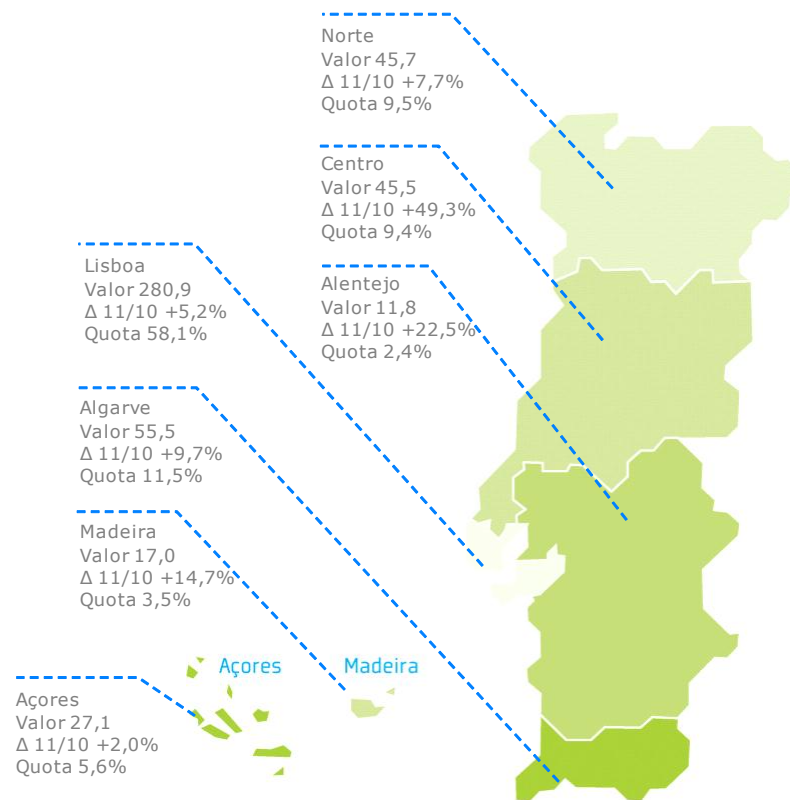 Norte
Valor 45,7
Δ 11/10 +7,7%
Quota 9,5%
Centro
Valor 45,5
Δ 11/10 +49,3%
Quota 9,4%
Lisboa
Valor 280,9
Δ 11/10 +5,2%
Quota 58,1%
Alentejo
Valor 11,8
Δ 11/10 +22,5%
Quota 2,4%
Algarve
Valor 55,5
Δ 11/10 +9,7%
Quota 11,5%
Madeira
Valor 17,0
Δ 11/10 +14,7%
Quota 3,5%
Açores
Madeira
Açores
Valor 27,1
Δ 11/10 +2,0%
Quota 5,6%